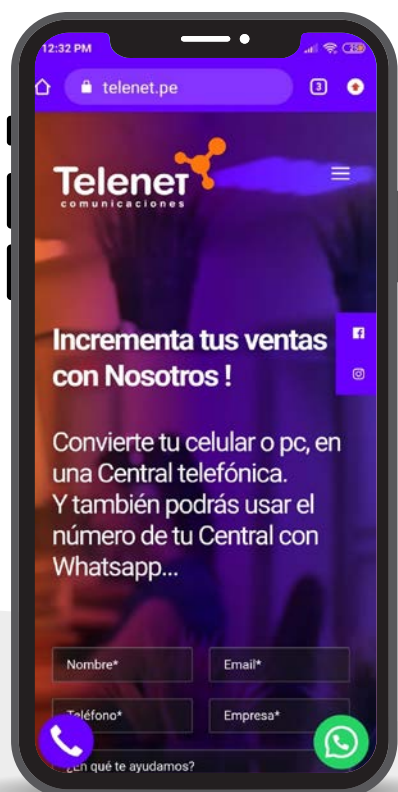 12:32 PM
telenet.pe
3
Telenet
comunicaciones
Incrementa tus ventas
con Nosotros !
Convierte tu celular o pc, en
una Central telefónica.
Y también podrás usar el
número de tu Central con
Whatsapp...
Nombre*
Email*
Teléfono*
Empresa*
¿En qué te ayudamos?